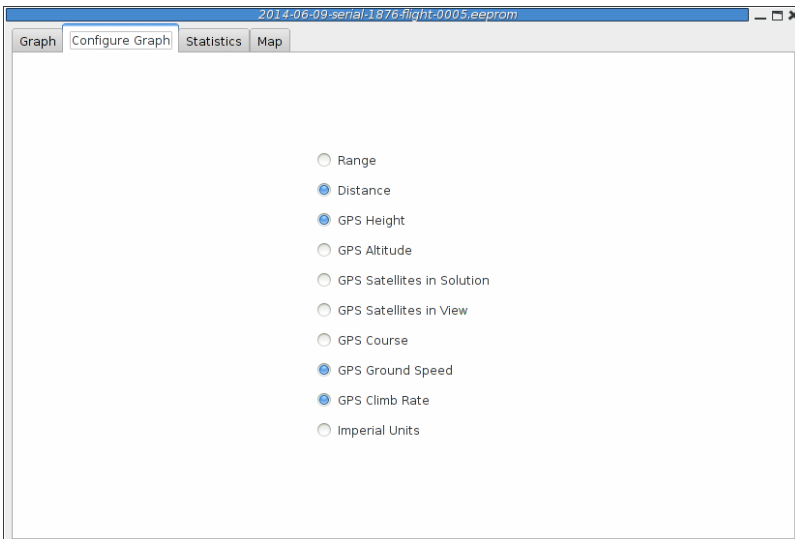 2014-06-09-serial-1876-flight-0005.eeprom
Graph Configure Graph Statistics Map
Range
Distance
GPS Height
GPS Altitude
GPS Satellites in Solution
GPS Satellites in View
GPS Course
GPS Ground Speed
GPS Climb Rate
Imperial Units